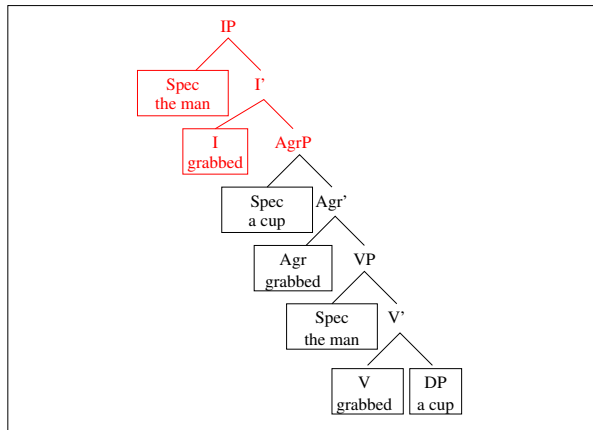 IP
Spec
the man
I'
I
grabbed
AgrP
Spec
a cup
Agr'
Agr
grabbed
VP
Spec
the man
V'
V
grabbed
DP
a cup